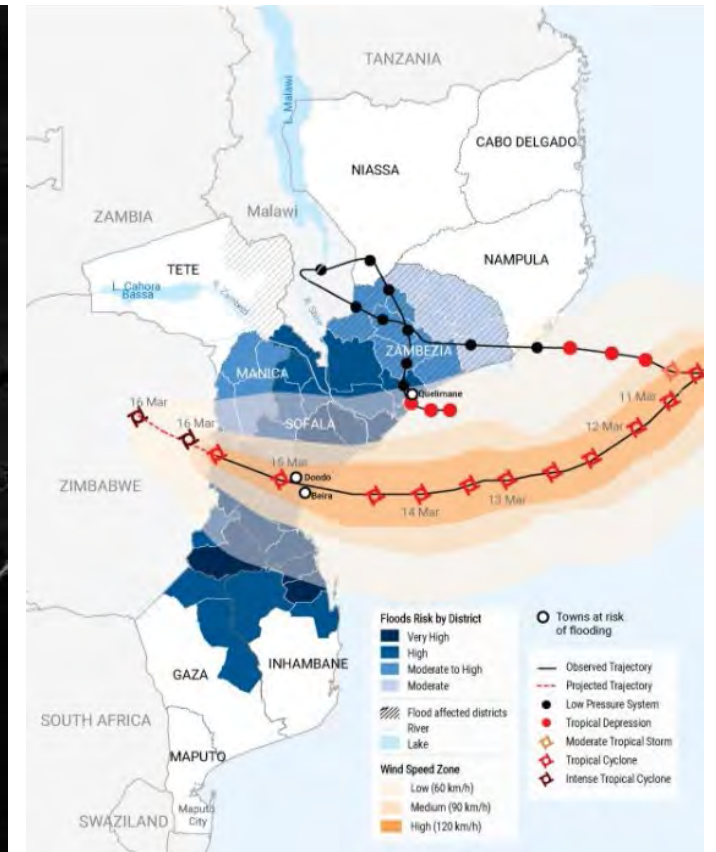 TANZANIA
L. Malawi
CABO DELGADO
NIASSA
ZAMBIA
Malawi
NAMPULA
TETE
L. Cahora
Bassa
R. Zambezi
R. Shire
ZAMBEZIA
MANICA
11 Mar
Quelimane
16 Mar
12 Mar
SOFALA
16 Mar
15 Mar
Dondo
ZIMBABWE
Beira
13 Mar
14 Mar
GAZA
INHAMBANE
SOUTH AFRICA
MAPUTO
Maputo
City
SWAZILAND
Floods Risk by District
Very High
High
Moderate to High
Moderate
Flood affected districts
River
Lake
Wind Speed Zone
Low (60 km/h)
Medium (90 km/h)
High (120 km/h)
Towns at risk
of flooding
Observed Trajectory
Projected Trajectory
Low Pressure System
Tropical Depression
Moderate Tropical Storm
Tropical Cyclone
Intense Tropical Cyclone